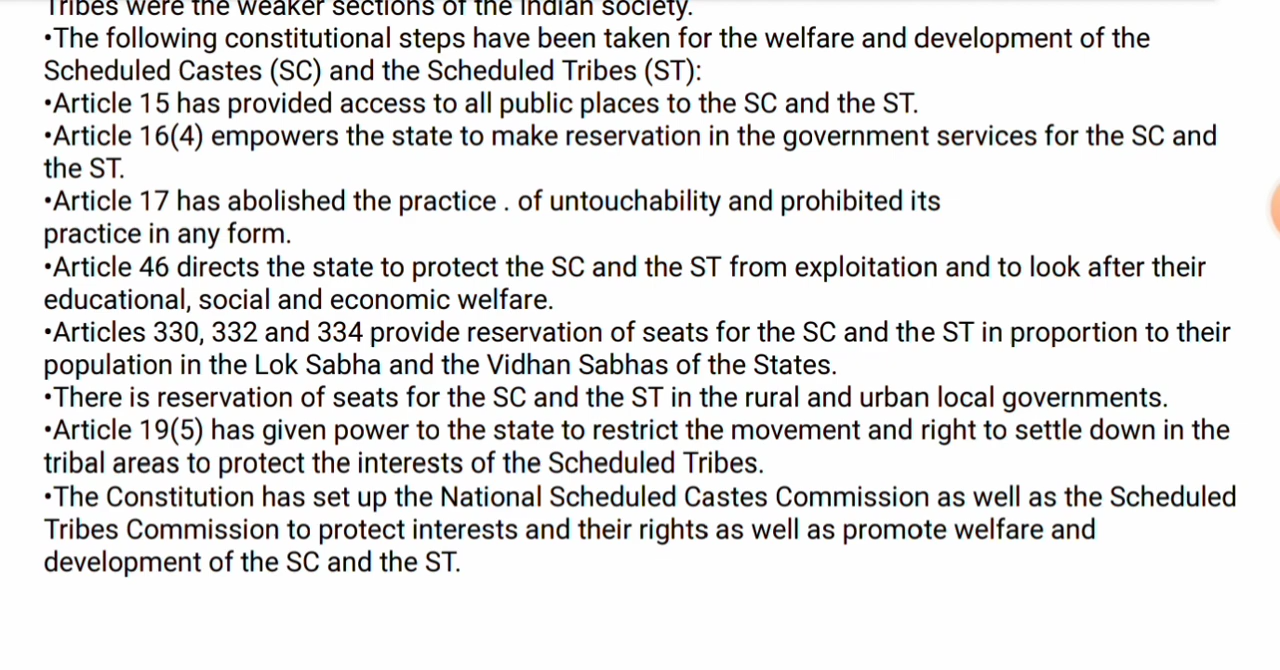 Tribes were the weaker sections of the Indian society.
•The following constitutional steps have been taken for the welfare and development of the
Scheduled Castes (SC) and the Scheduled Tribes (ST):
•Article 15 has provided access to all public places to the SC and the ST.
•Article 16(4) empowers the state to make reservation in the government services for the SC and
the ST.
•Article 17 has abolished the practice . of untouchability and prohibited its
practice in any form.
•Article 46 directs the state to protect the SC and the ST from exploitation and to look after their
educational, social and economic welfare.
•Articles 330, 332 and 334 provide reservation of seats for the SC and the ST in proportion to their
population in the Lok Sabha and the Vidhan Sabhas of the States.
•There is reservation of seats for the SC and the ST in the rural and urban local governments.
•Article 19(5) has given power to the state to restrict the movement and right to settle down in the
tribal areas to protect the interests of the Scheduled Tribes.
•The Constitution has set up the National Scheduled Castes Commission as well as the Scheduled
Tribes Commission to protect interests and their rights as well as promote welfare and
development of the SC and the ST.